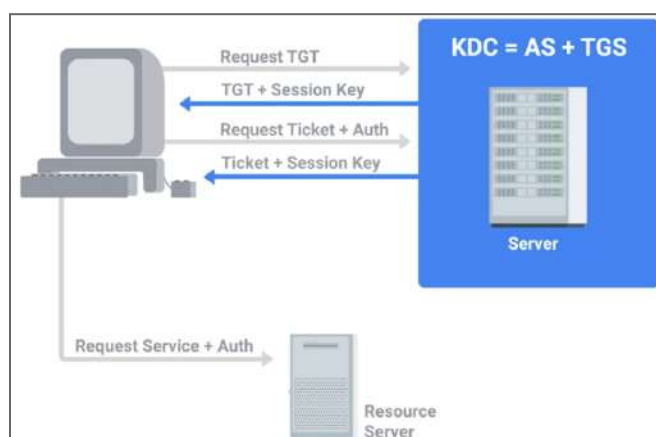 Request TGT
KDC = AS + TGS
TGT + Session Key
Request Ticket + Auth
Ticket + Session Key
Server
Request Service + Auth
Resource
Server